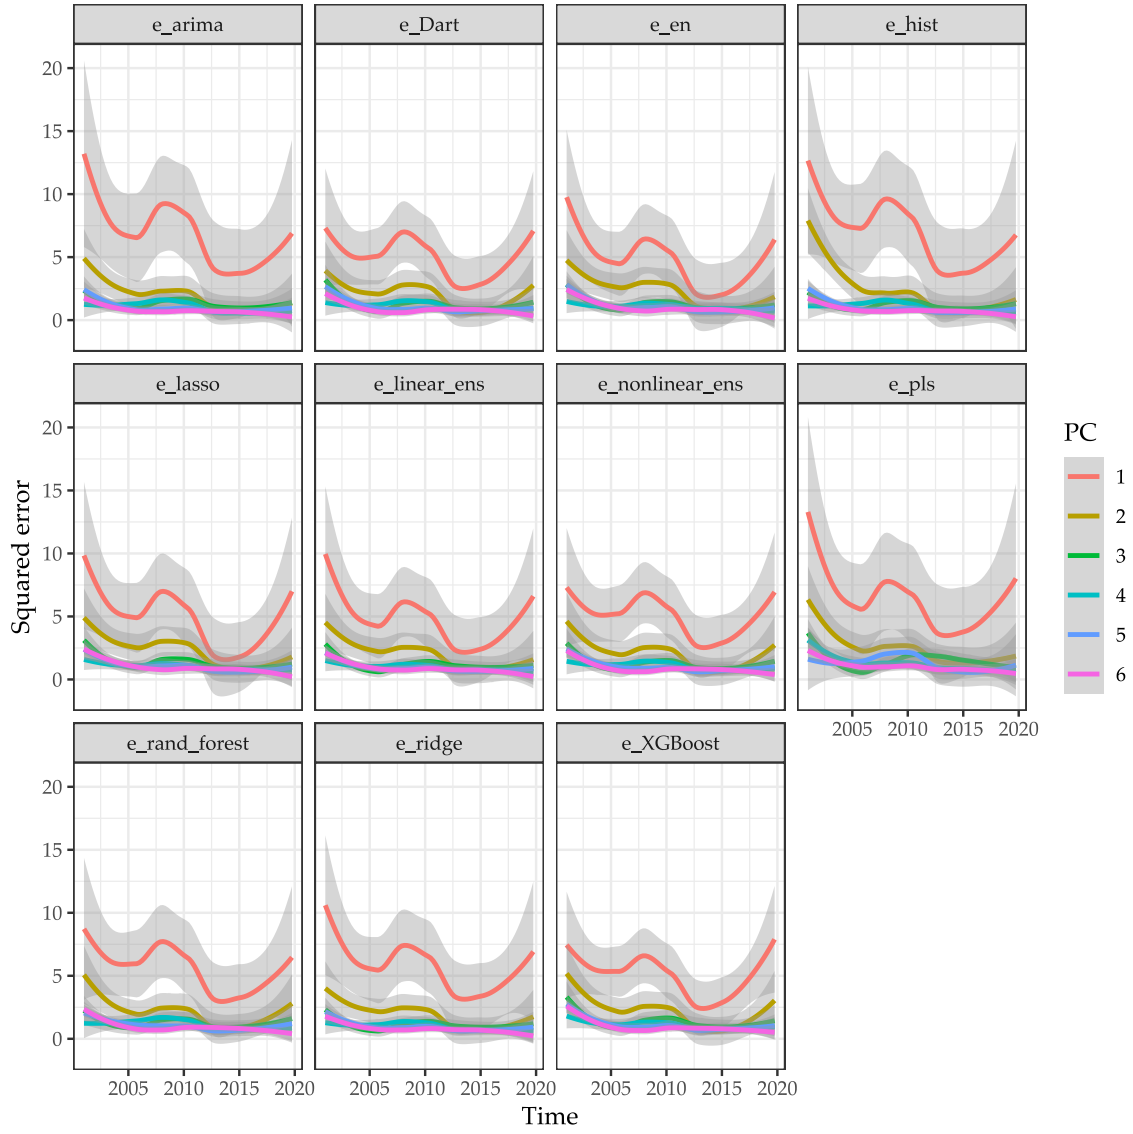 e_arima e_Dart e_en e_hist
20
15
10
5
0
e_lasso e_linear_ens e_nonlinear_ens e_pls
20
15
10
5
0
2005 2010 2015 2020
e_rand_forest e_ridge e_XGBoost
20
15
10
5
0
2005 2010 2015 2020 2005 2010 2015 2020 2005 2010 2015 2020
Time
Squared error
PC
1
2
3
4
5
6